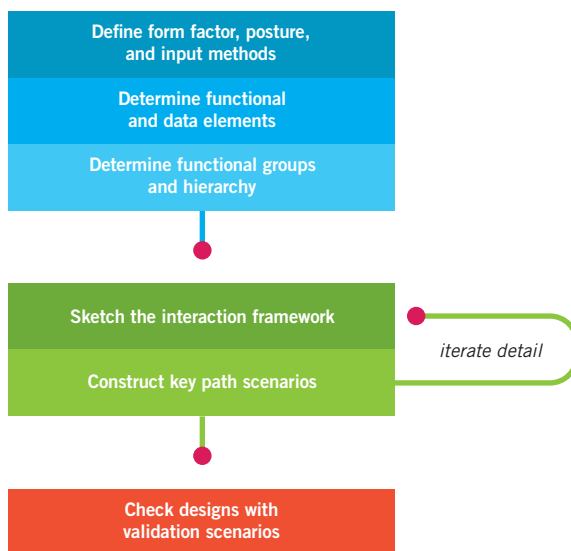 Define form factor, posture,
and input methods
Determine functional
and data elements
Determine functional groups
and hierarchy
Sketch the interaction framework
iterate detail
Construct key path scenarios
Check designs with
validation scenarios